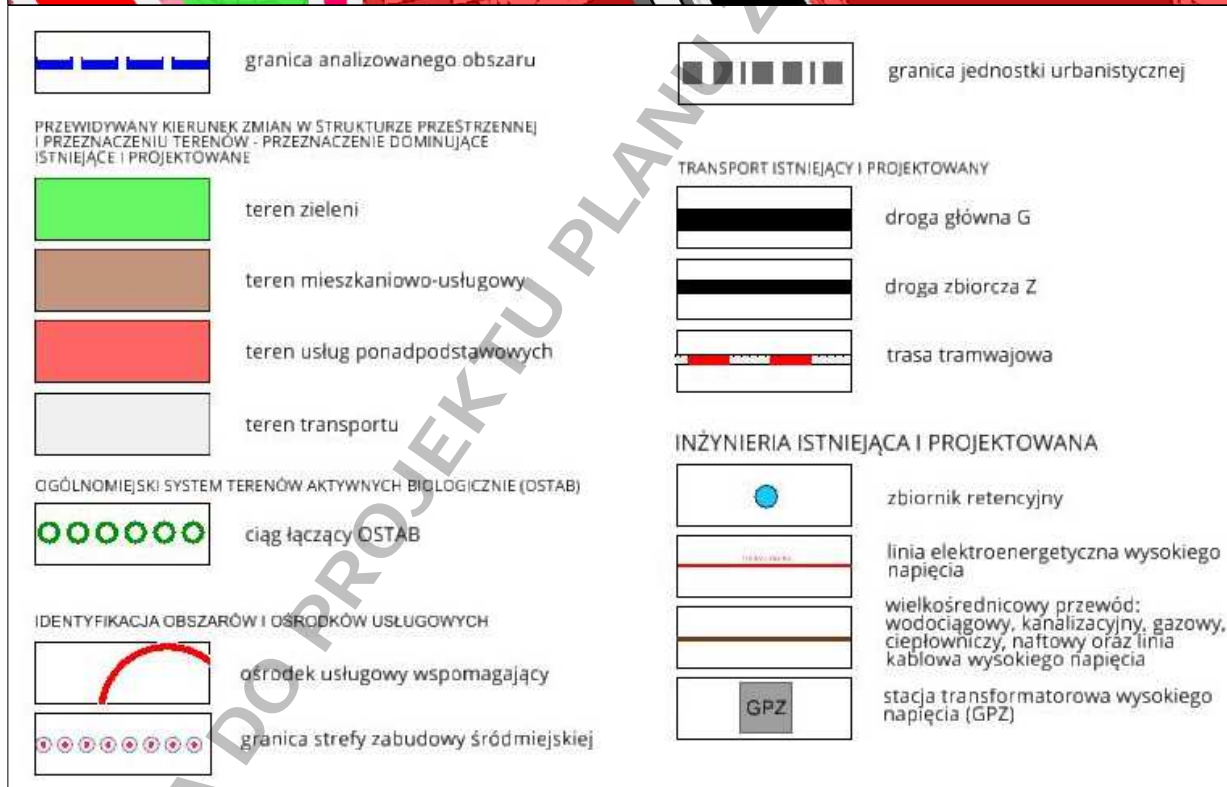 granica analizowanego obszaru
PRZEWIDYWANY KIERUNEK ZMIAN W STRUKTURZE PRZESTRZENNEJ
I PRZEZNACZENIU TERENÓW - PRZEZNACZENIE DOMINUJĄCE
ISTNIEJĄCE I PROJEKTOWANE
teren zieleni
teren mieszkaniowo-usługowy
teren usług ponadpodstawowych
teren transportu
OGÓLNOMIEJSKI SYSTEM TERENÓW AKTYWNYCH BIOLOGICZNIE (OSTAB)
ciąg łączący OSTAB
IDENTYFIKACJA OBSZARÓW I OŚRODKÓW USŁUGOWYCH
ośrodek usługowy wspomagający
granica strefy zabudowy śródmiejskiej
granica jednostki urbanistycznej
TRANSPORT ISTNIEJĄCY I PROJEKTOWANY
droga główna G
droga zbiorcza Z
trasa tramwajowa
INŻYNIERIA ISTNIEJĄCA I PROJEKTOWANA
zbiornik retencyjny
linia elektroenergetyczna wysokiego
napięcia
wielkośrednicowy przewód:
wodociągowy, kanalizacyjny, gazowy,
ciepłowniczy, naftowy oraz linia
kablowa wysokiego napięcia
GPZ
stacja transformatorowa wysokiego
napięcia (GPZ)
DO PROJEKTU PLANU